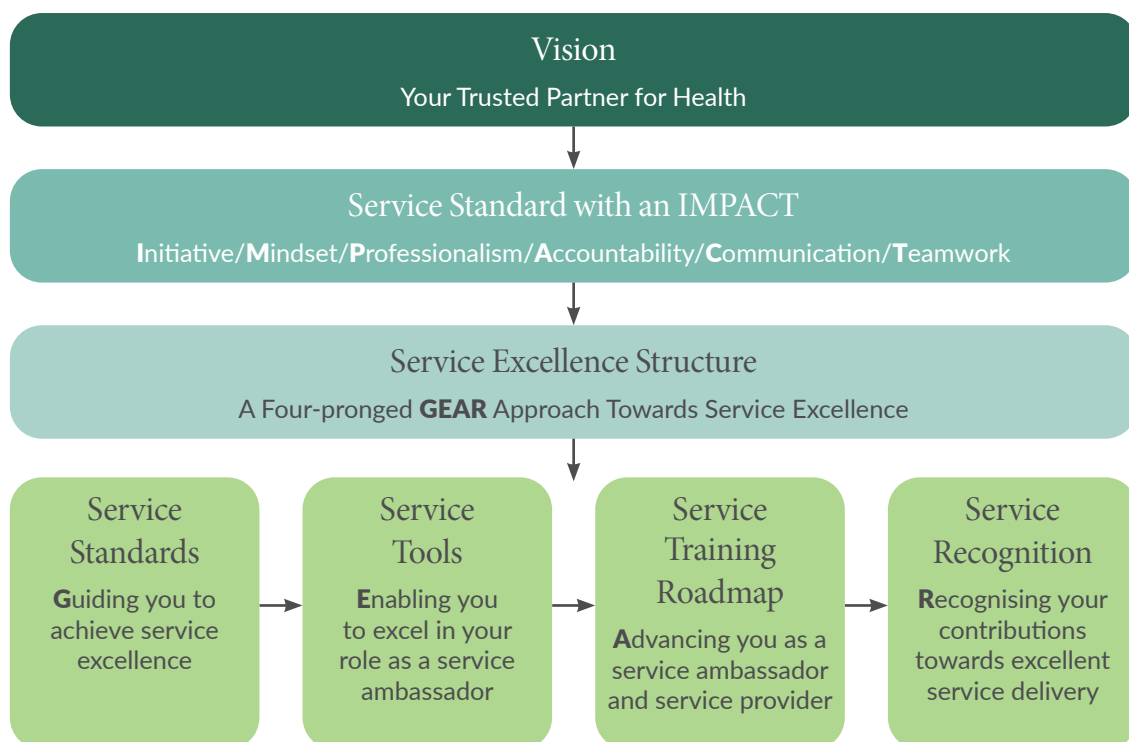 Vision
Your Trusted Partner for Health
Service Standard with an IMPACT
Initiative/Mindset/Professionalism/Accountability/Communication/Teamwork
Service Excellence Structure
A Four-pronged GEAR Approach Towards Service Excellence
Service
Standards
Guiding you to
achieve service
excellence
Service
Tools
Enabling you
to excel in your
role as a service
ambassador
Service
Training
Roadmap
Advancing you as a
service ambassador
and service provider
Service
Recognition
Recognising your
contributions
towards excellent
service delivery